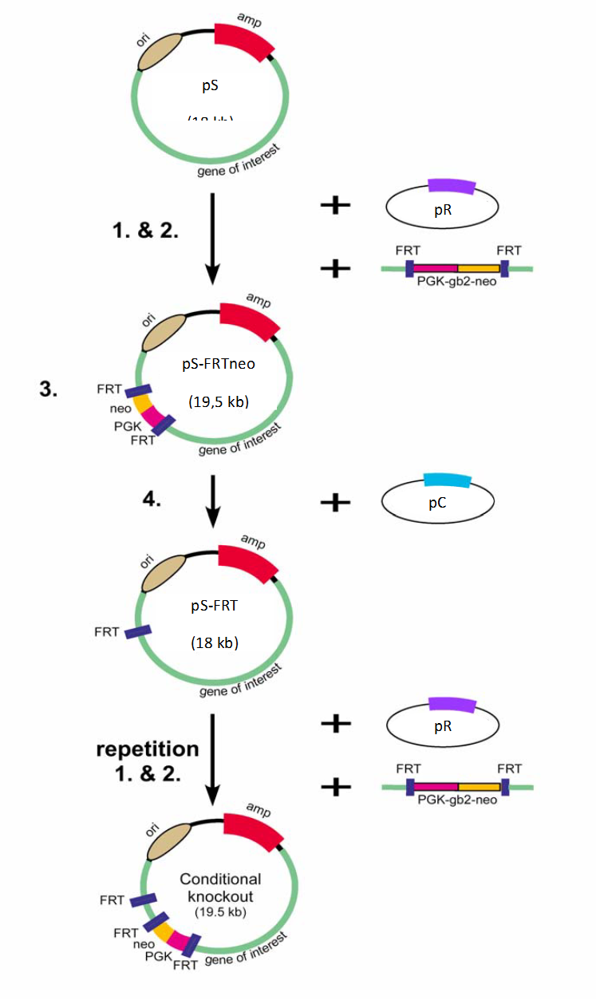 ori
amp
pS
gene of interest
1. & 2.
+
pR
+
FRT
FRT
PGK-gb2-neo
ori
amp
pS-FRTneo
(19,5 kb)
3.
FRT
neo
PGK
FRT
gene of interest
4.
+
pC
ori
amp
pS-FRT
(18 kb)
FRT
gene of interest
repetition
1. & 2.
+
pR
+
FRT
FRT
PGK-gb2-neo
ori
amp
Conditional
knockout
(19.5 kb)
FRT
FRT
neo
PGK
FRT
gene of interest